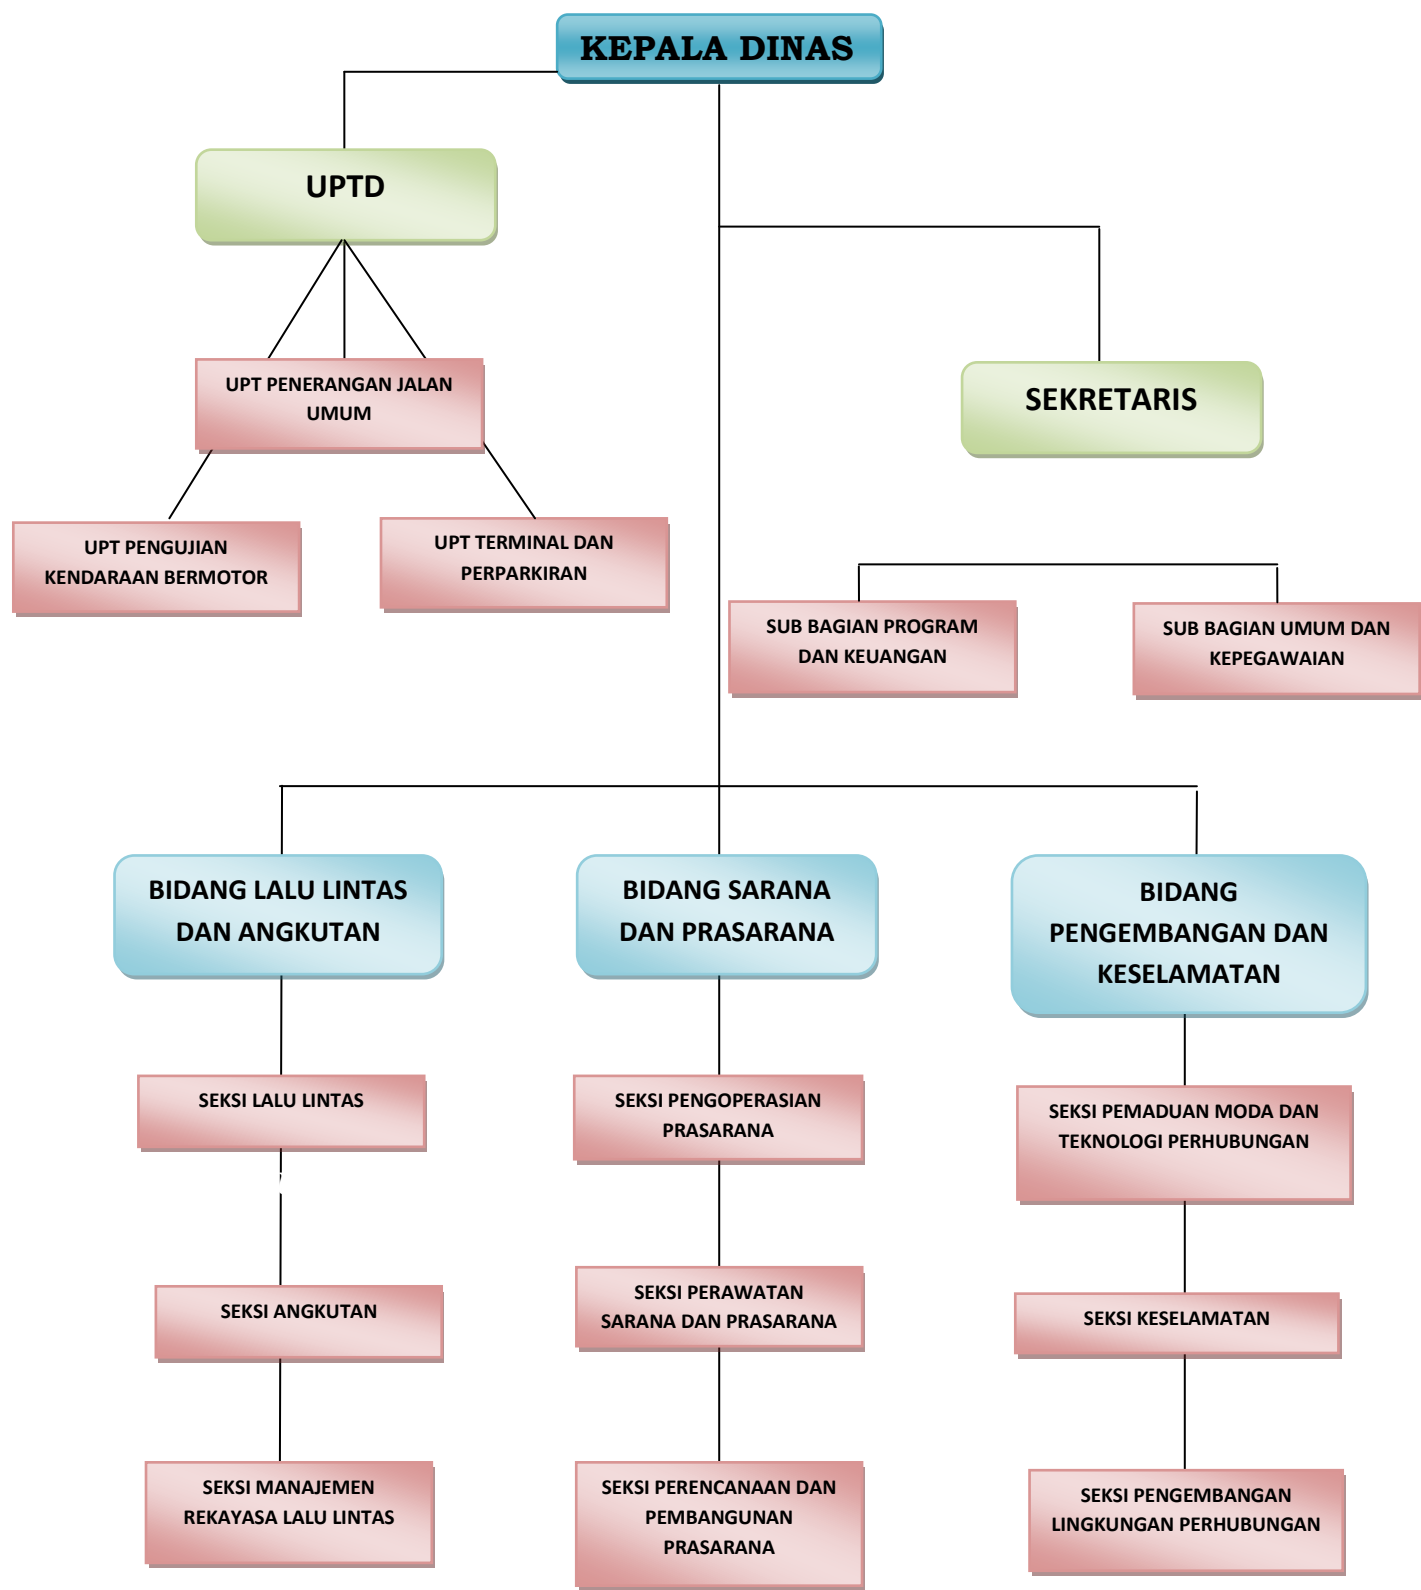 KEPALA DINAS
UPTD
UPT PENERANGAN JALAN
UMUM
SEKRETARIS
UPT PENGUJIAN
KENDARAAN BERMOTOR
UPT TERMINAL DAN
PERPARKIRAN
SUB BAGIAN PROGRAM
DAN KEUANGAN
SUB BAGIAN UMUM DAN
KEPEGAWAIAN
BIDANG LALU LINTAS
DAN ANGKUTAN
BIDANG SARANA
DAN PRASARANA
BIDANG
PENGEMBANGAN DAN
KESELAMATAN
SEKSI LALU LINTAS
SEKSI PENGOPERASIAN
PRASARANA
SEKSI PEMADUAN MODA DAN
TEKNOLOGI PERHUBUNGAN
SEKSI ANGKUTAN
SEKSI PERAWATAN
SARANA DAN PRASARANA
SEKSI KESELAMATAN
SEKSI MANAJEMEN
REKAYASA LALU LINTAS
SEKSI PERENCANAAN DAN
PEMBANGUNAN
PRASARANA
SEKSI PENGEMBANGAN
LINGKUNGAN PERHUBUNGAN